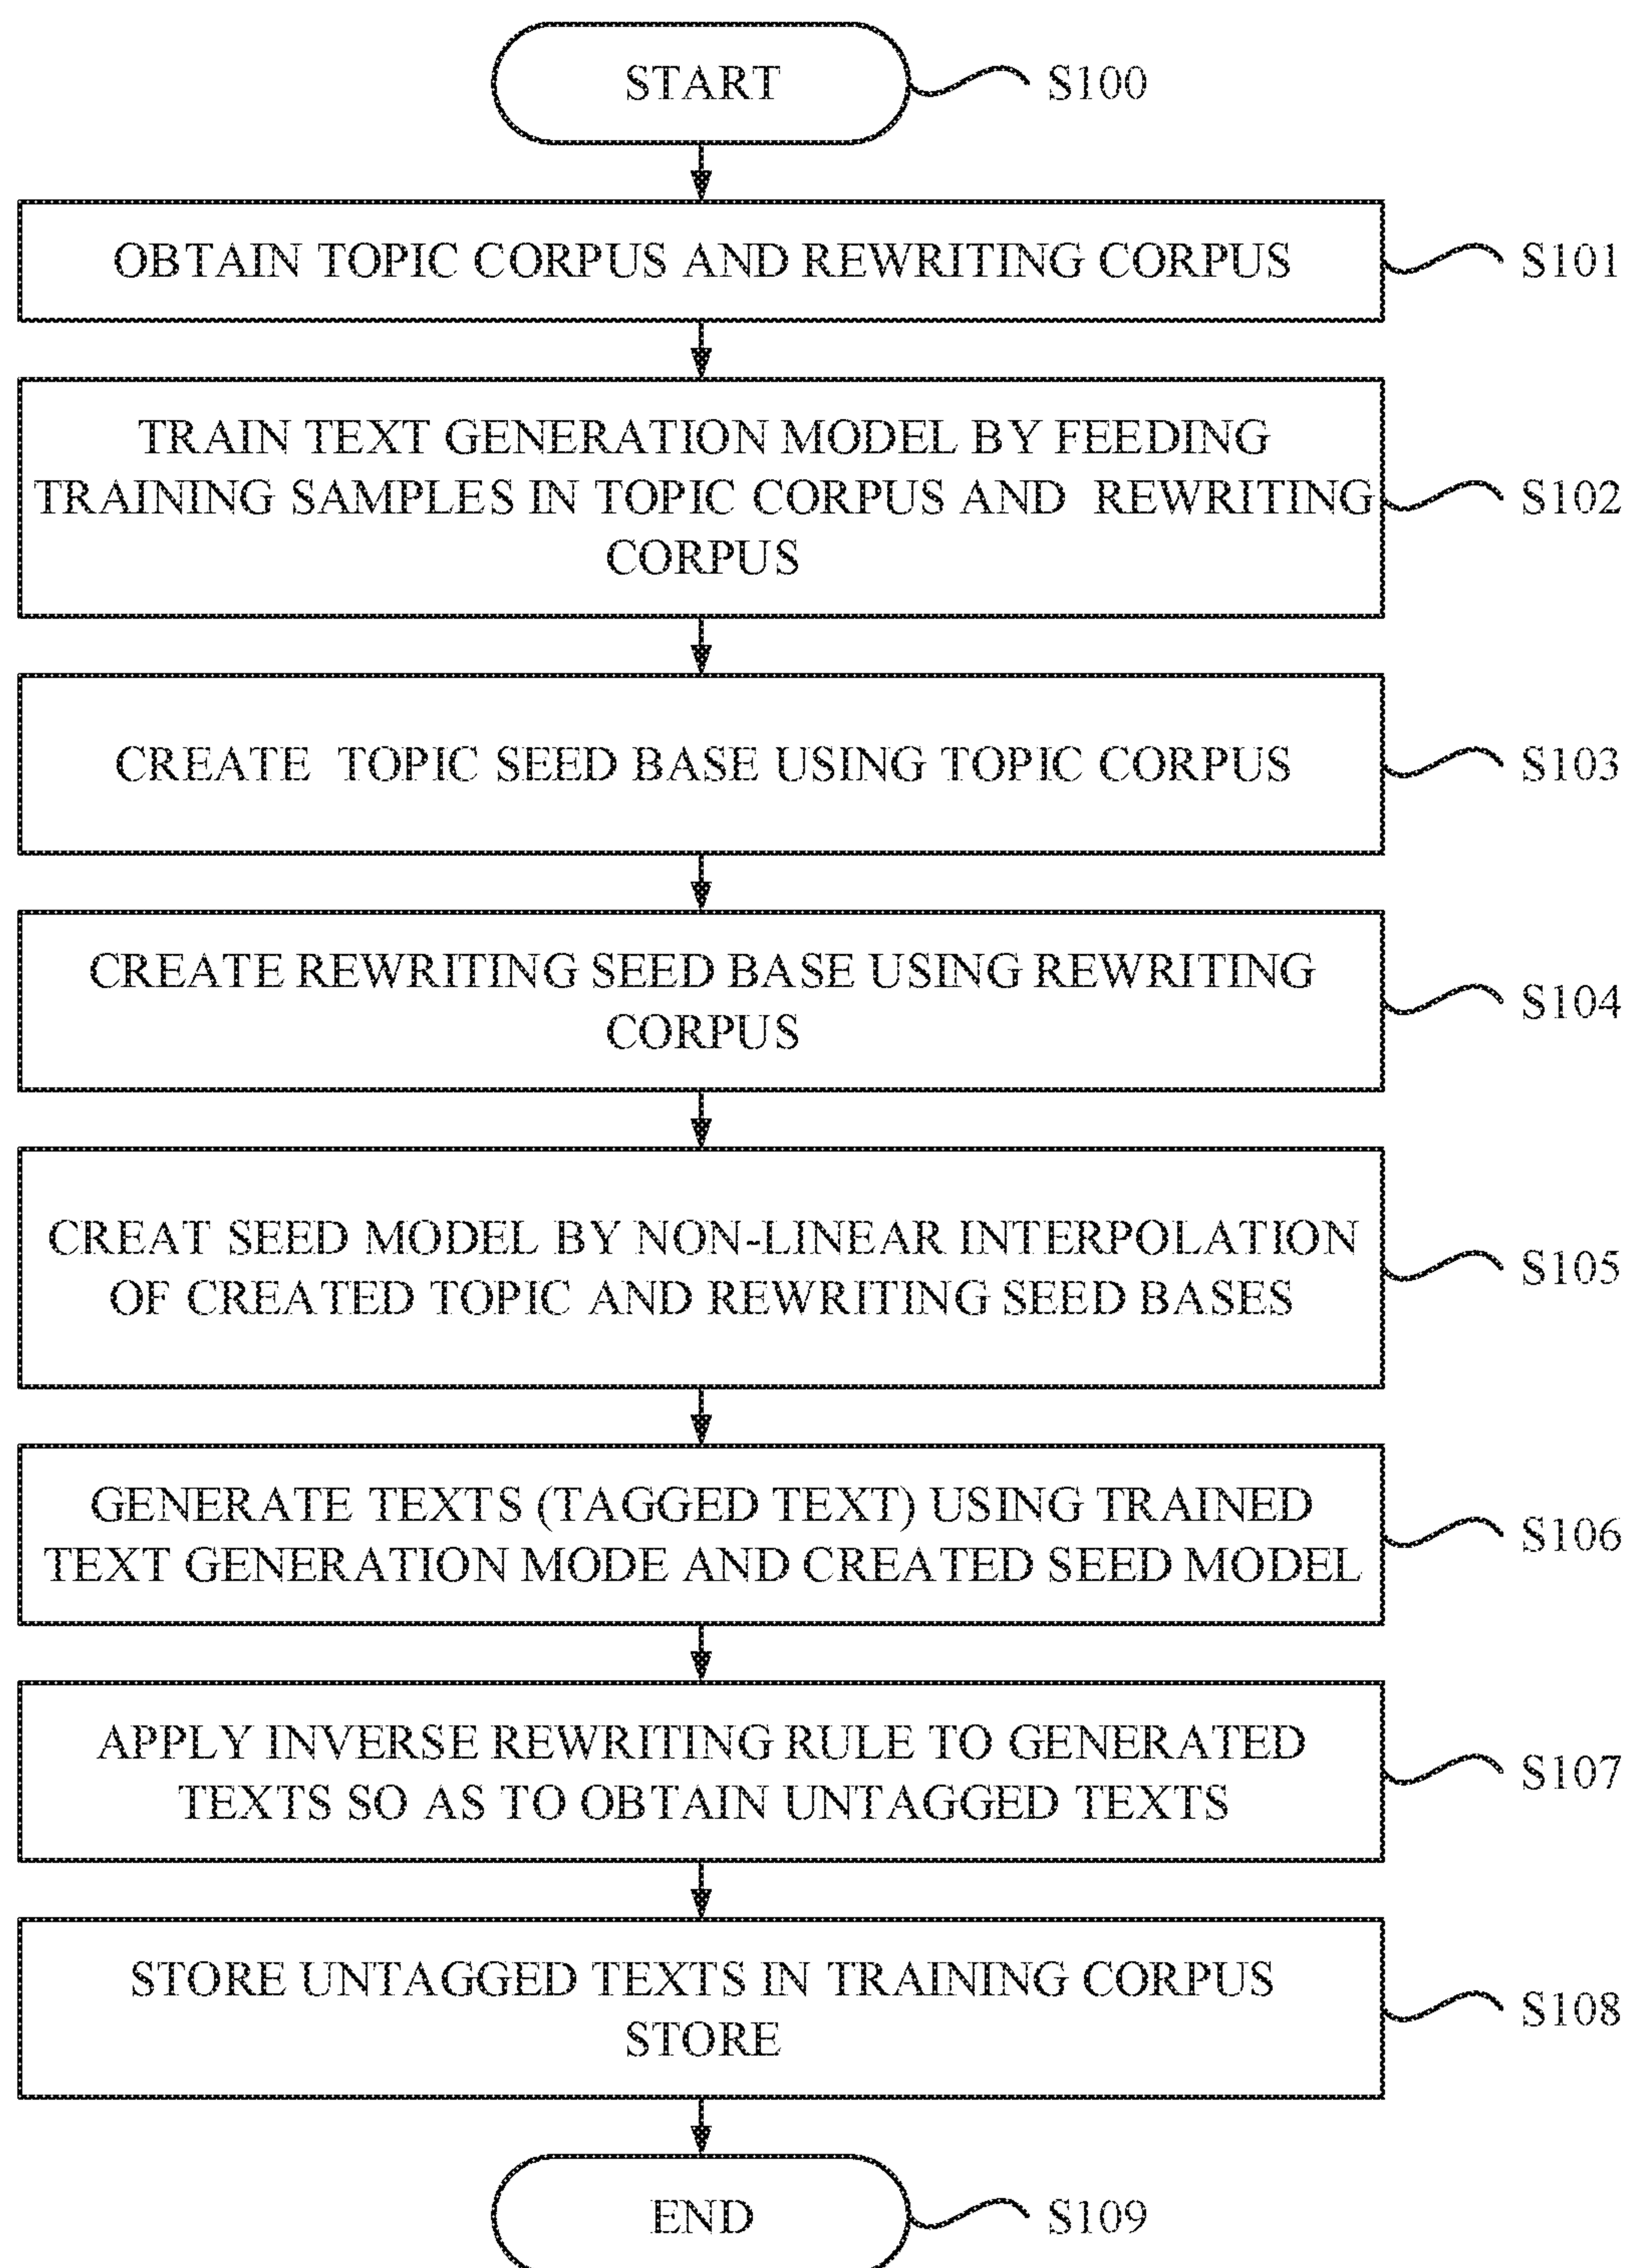 START
S100
OBTAIN TOPIC CORPUS AND REWRITING CORPUS
S101
TRAIN TEXT GENERATION MODEL BY FEEDING
TRAINING SAMPLES IN TOPIC CORPUS AND REWRITING
CORPUS
S102
CREATE TOPIC SEED BASE USING TOPIC CORPUS
S103
CREATE REWRITING SEED BASE USING REWRITING
CORPUS
S104
CREAT SEED MODEL BY NON-LINEAR INTERPOLATION
OF CREATED TOPIC AND REWRITING SEED BASES
S105
GENERATE TEXTS (TAGGED TEXT) USING TRAINED
TEXT GENERATION MODE AND CREATED SEED MODEL
S106
APPLY INVERSE REWRITING RULE TO GENERATED
TEXTS SO AS TO OBTAIN UNTAGGED TEXTS
S107
STORE UNTAGGED TEXTS IN TRAINING CORPUS
STORE
S108
END
S109